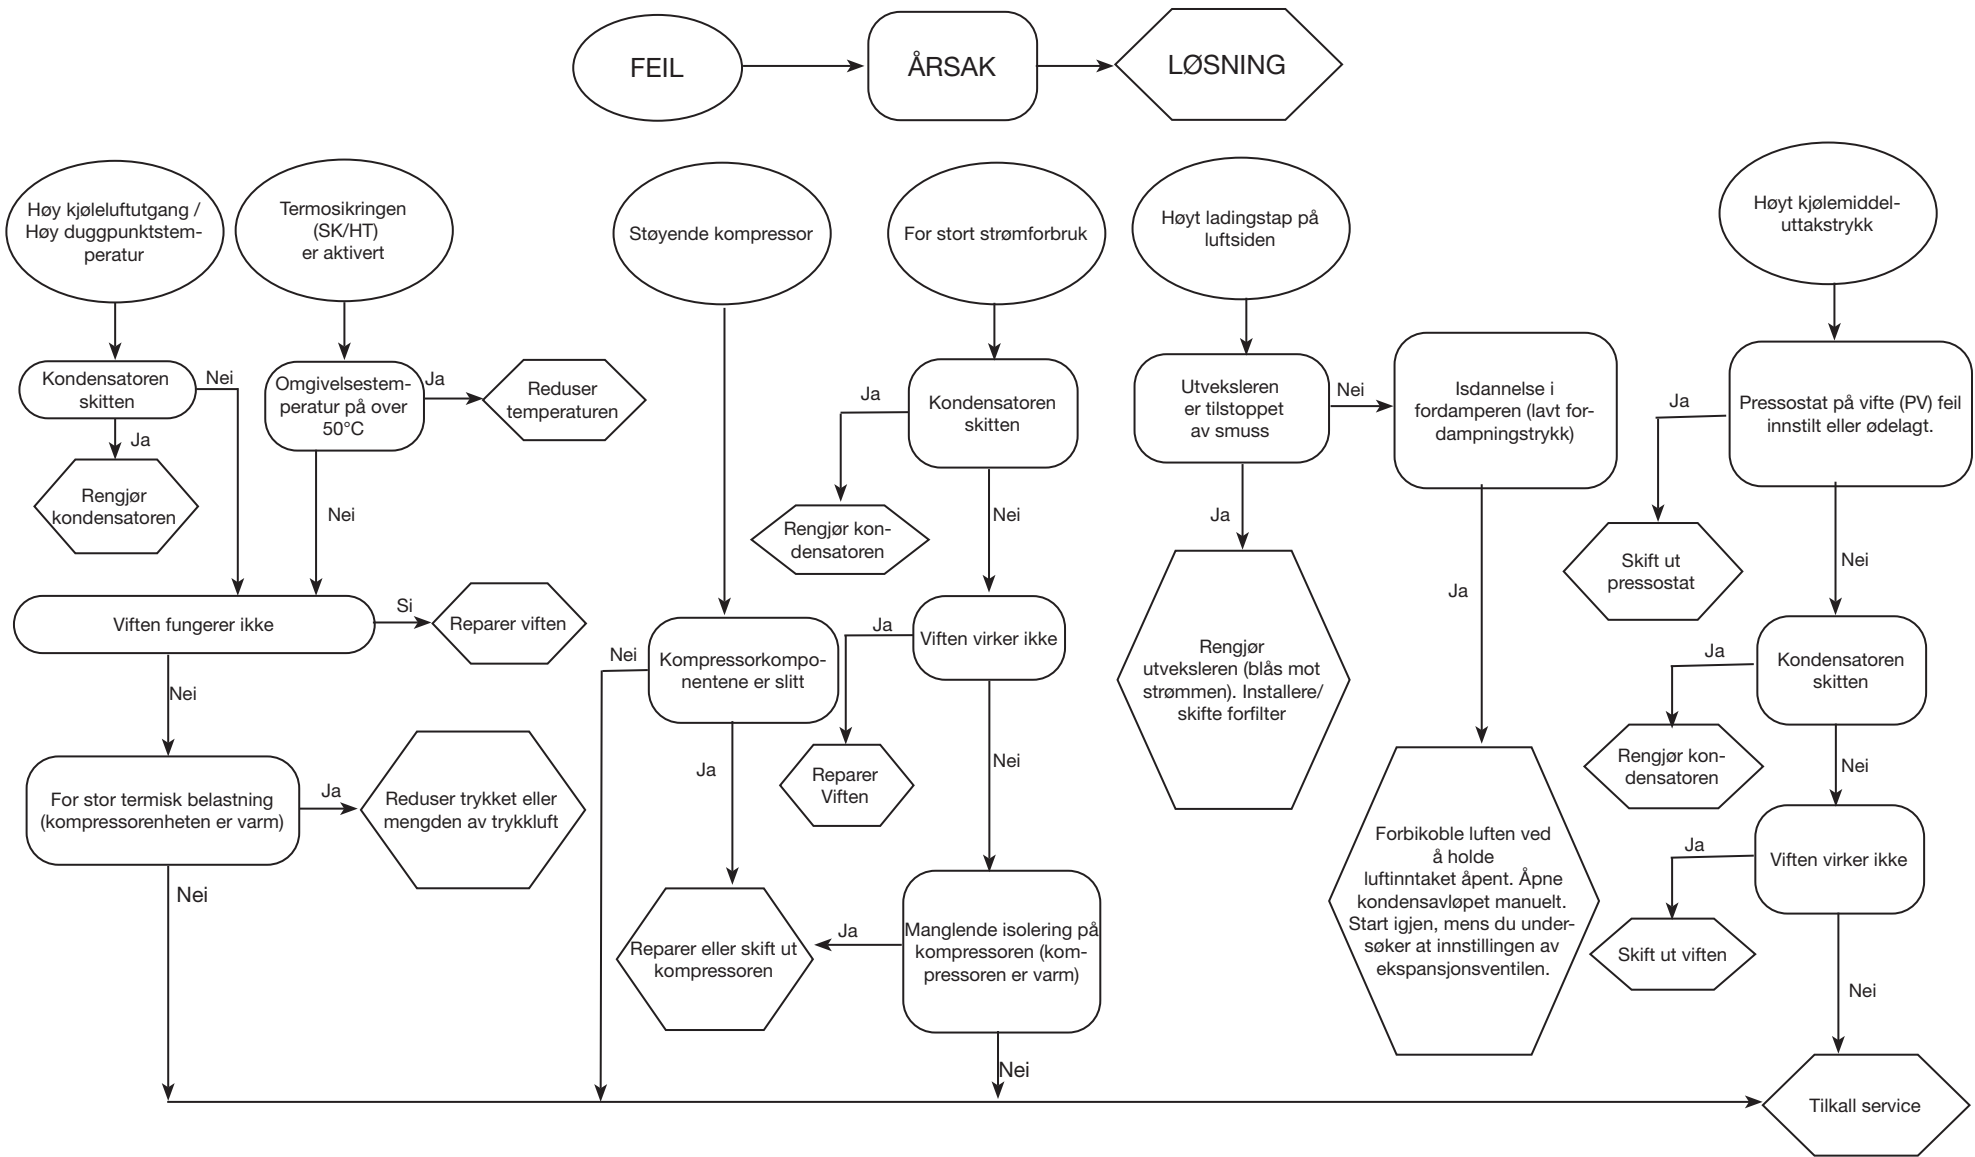 FEIL
ÅRSAK
LØSNING
Høy kjøleluftutgang /
Høy duggpunktstem-
peratur
Kondensatoren
skitten
Nei
Ja
Rengjør
kondensatoren
Termosikringen
(SK/HT)
er aktivert
Omgivelsestem-
peratur på over
50°C
Ja
Reduser
temperaturen
Nei
Viften fungerer ikke
Si
Reparer viften
Nei
For stor termisk belastning
(kompressorenheten er varm)
Ja
Reduser trykket eller
mengden av trykkluft
Nei
Støyende kompressor
Kompressorkompo-
nentene er slitt
Nei
Ja
Reparer eller skift ut
kompressoren
For stort strømforbruk
Kondensatoren
skitten
Ja
Rengjør kon-
densatoren
Nei
Viften virker ikke
Ja
Reparer
Viften
Nei
Manglende isolering på
kompressoren (kom-
pressoren er varm)
Ja
Nei
Høyt ladingstap på
luftsiden
Utveksleren
er tilstoppet
av smuss
Nei
Ja
Rengjør
utveksleren (blås mot
strømmen). Installere/
skifte forfilter
Isdannelse i
fordamperen (lavt for-
dampningstrykk)
Ja
Forbikoble luften ved
å holde
luftinntaket åpent. Åpne
kondensavløpet manuelt.
Start igjen, mens du under-
søker at innstillingen av
ekspansjonsventilen.
Høyt kjølemiddel-
uttakstrykk
Pressostat på vifte (PV) feil
innstilt eller ødelagt.
Ja
Skift ut
pressostat
Nei
Kondensatoren
skitten
Ja
Rengjør kon-
densatoren
Nei
Viften virker ikke
Ja
Skift ut viften
Nei
Tilkall service